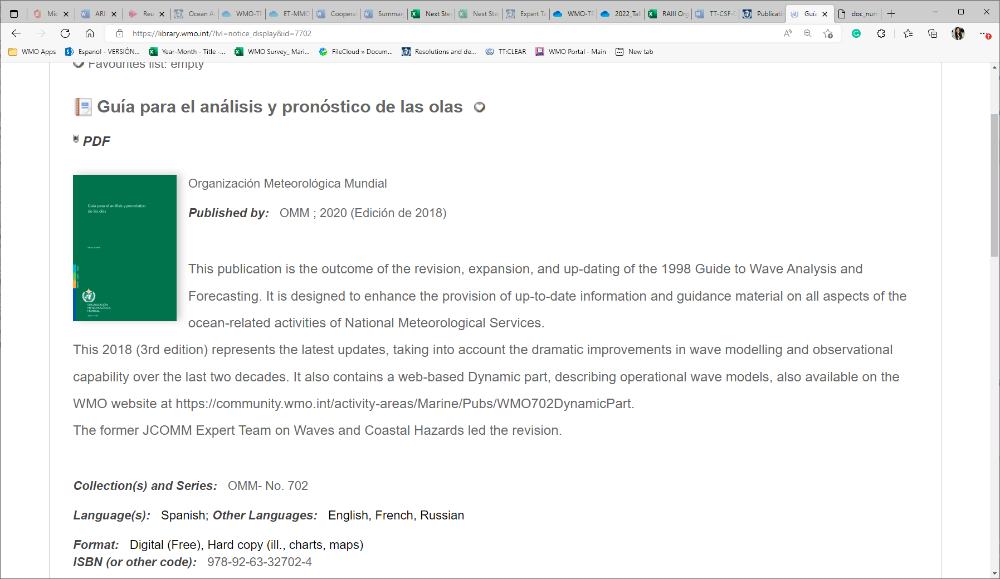 Mic
ARII
Reu
Ocean A
WMO-TP
ET-MMO
Cooperat
Summary
Next Step
Next Step
Expert Te
WMO-TP
2022_Tall
RAIII Org
TT-CSF-0
Publicati
Guía
doc_num
https://library.wmo.int/?lvl=notice_display&id=7702
WMO Apps
Espanol - VERSIÓN...
Year-Month - Title -...
WMO Survey_ Mari...
FileCloud » Docum...
Resolutions and de...
TT:CLEAR
WMO Portal - Main
New tab
Favourites list: empty
Guía para el análisis y pronóstico de las olas
PDF
Guía para el análisis y pronóstico
de las olas
ORGANIZACIÓN
METEOROLÓGICA
MUNDIAL
Organización Meteorológica Mundial
Published by: OMM ; 2020 (Edición de 2018)
This publication is the outcome of the revision, expansion, and up-dating of the 1998 Guide to Wave Analysis and
Forecasting. It is designed to enhance the provision of up-to-date information and guidance material on all aspects of the
ocean-related activities of National Meteorological Services.
This 2018 (3rd edition) represents the latest updates, taking into account the dramatic improvements in wave modelling and observational
capability over the last two decades. It also contains a web-based Dynamic part, describing operational wave models, also available on the
WMO website at https://community.wmo.int/activity-areas/Marine/Pubs/WMO702DynamicPart.
The former JCOMM Expert Team on Waves and Coastal Hazards led the revision.
Collection(s) and Series: OMM- No. 702
Language(s): Spanish; Other Languages: English, French, Russian
Format: Digital (Free), Hard copy (ill., charts, maps)
ISBN (or other code): 978-92-63-32702-4